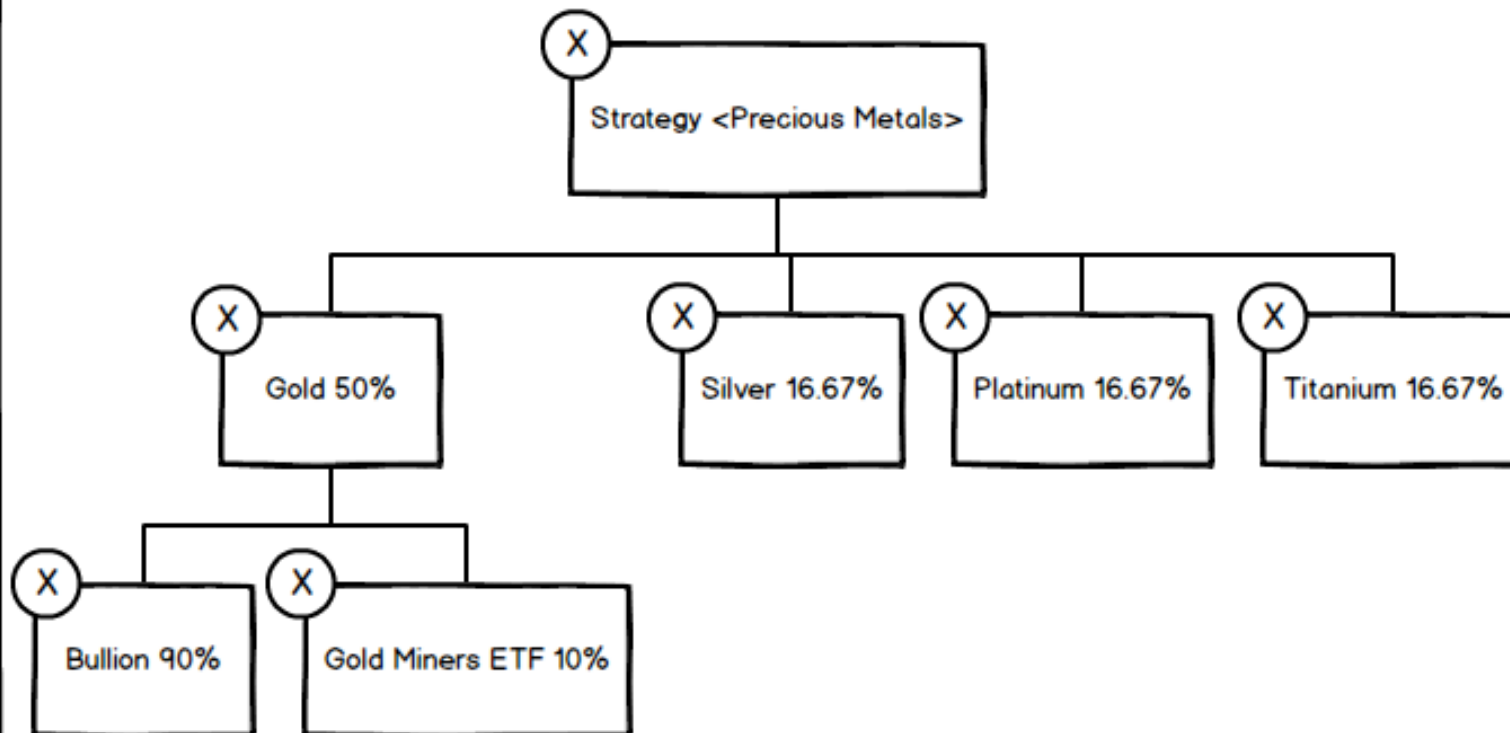 X
Strategy <Precious Metals>
X
X
X
X
Gold 50%
Silver 16.67%
Platinum 16.67%
Titanium 16.67%
X
X
Bullion 90%
Gold Miners ETF 10%